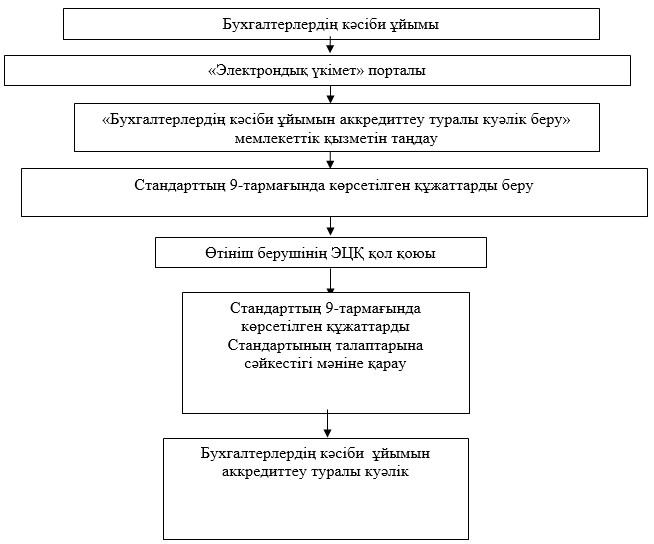 Бухгалтерлердің кәсіби ұйымы
«Электрондық үкімет» порталы
«Бухгалтерлердің кәсіби ұйымын аккредиттеу туралы куәлік беру»
мемлекеттік қызметін таңдау
Стандарттың 9-тармағында көрсетілген құжаттарды беру
Өтініш берушінің ЭЦҚ қол қоюы
Стандарттың 9-тармағында
көрсетілген құжаттарды
Стандартының талаптарына
сәйкестігі мәніне қарау
Бухгалтерлердің кәсіби ұйымын
аккредиттеу туралы куәлік